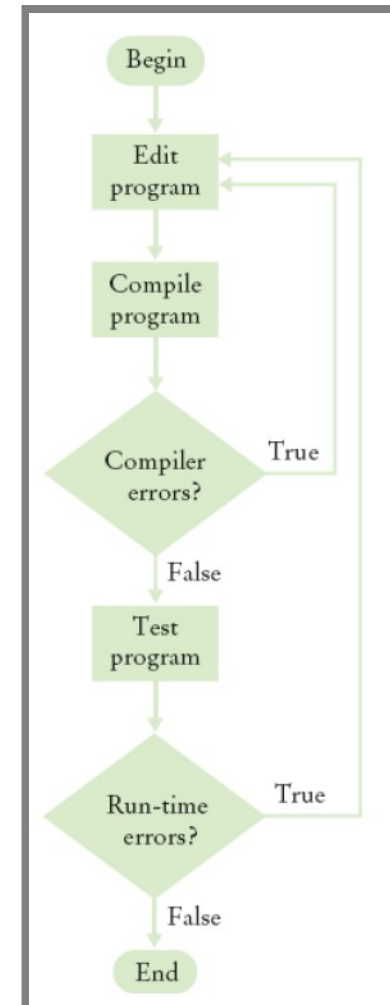 Begin
Edit
program
Compile
program
Compiler
errors?
True
False
Test
program
Run-time
errors?
True
False
End